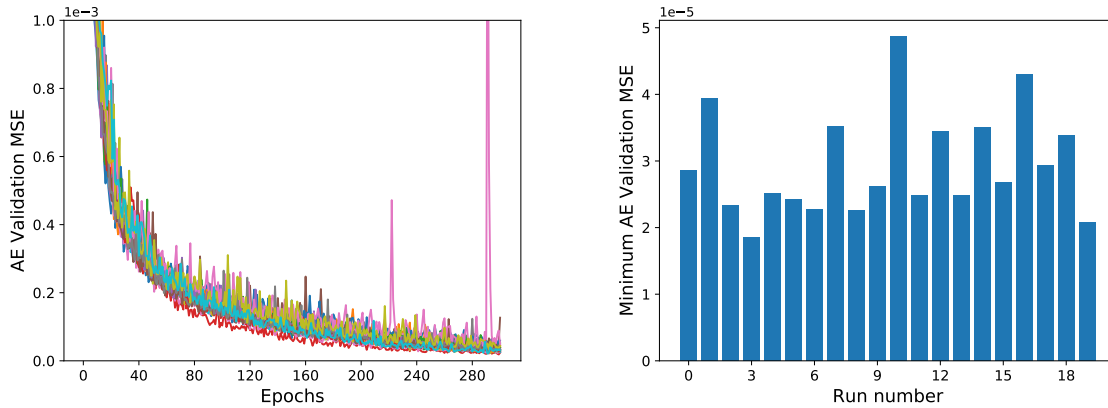 1e−3
1.0
0.8
0.6
0.4
0.2
0.0
AE Validation MSE
0 40 80 120 160 200 240 280
Epochs
1e−5
5
4
3
2
1
0
Minimum AE Validation MSE
0 3 6 9 12 15 18
Run number